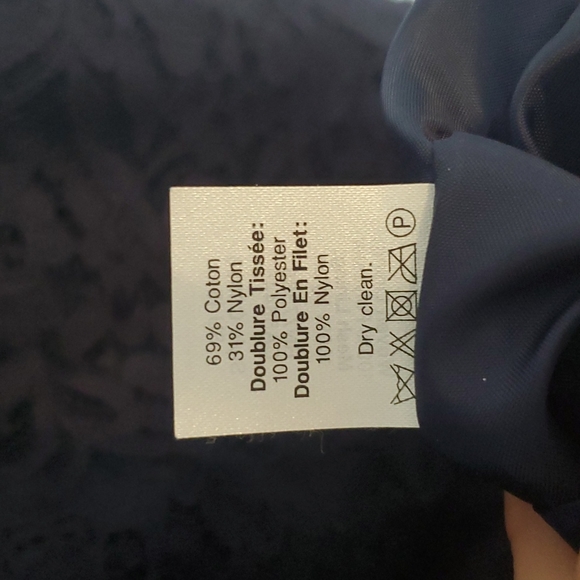 69% Coton
31% Nylon
Doublure Tissée:
100% Polyester
Doublure En Filet:
100% Nylon
Dry clean.
P